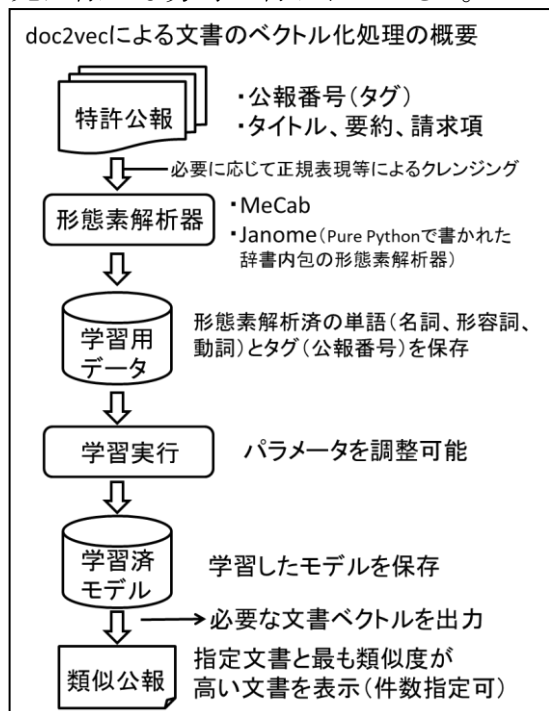 doc2vecによる文書のベクトル化処理の概要
特許公報
・公報番号(タグ)
・タイトル、要約、請求項
必要に応じて正規表現等によるクレンジング
形態素解析器
・MeCab
・Janome(Pure Pythonで書かれた
辞書内包の形態素解析器)
学習用
データ
形態素解析済の単語(名詞、形容詞、
動詞)とタグ(公報番号)を保存
学習実行
パラメータを調整可能
学習済
モデル
学習したモデルを保存
必要な文書ベクトルを出力
類似公報
指定文書と最も類似度が
高い文書を表示(件数指定可)